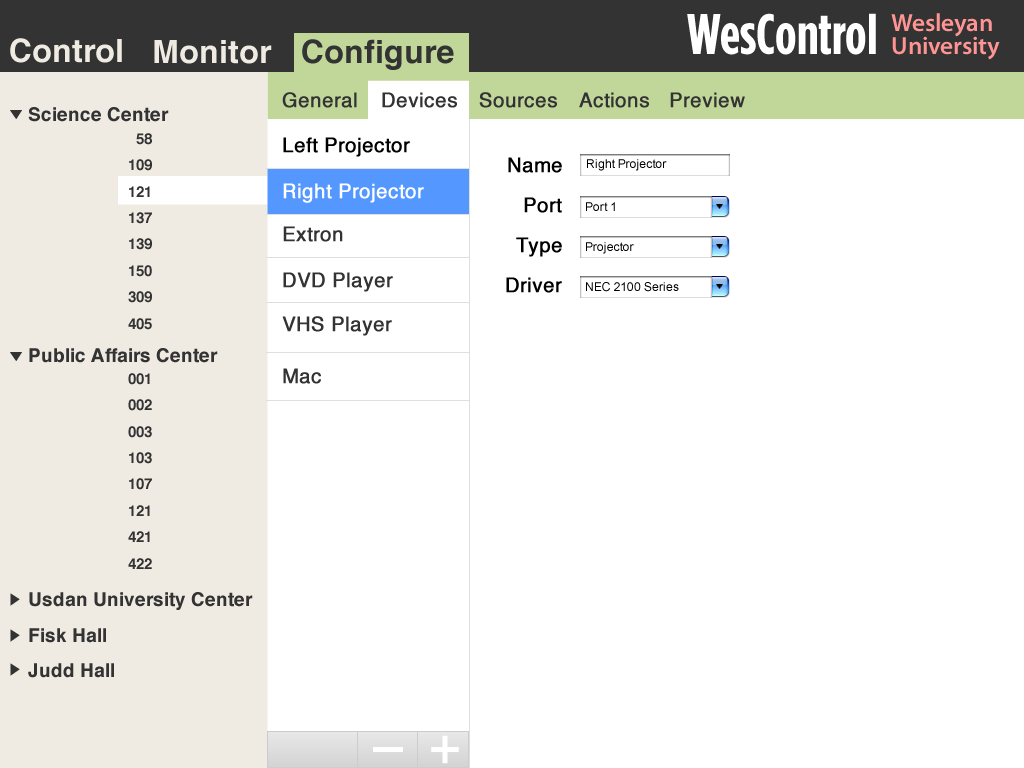 Control Monitor Configure
WesControl
Wesleyan
University
General Devices Sources Actions Preview
Science Center
58
109
121
137
139
150
309
405
Public Affairs Center
001
002
003
103
107
121
421
422
Usdan University Center
Fisk Hall
Judd Hall
Left Projector
Right Projector
Extron
DVD Player
VHS Player
Mac
Name Right Projector
Port Port 1
Type Projector
Driver NEC 2100 Series